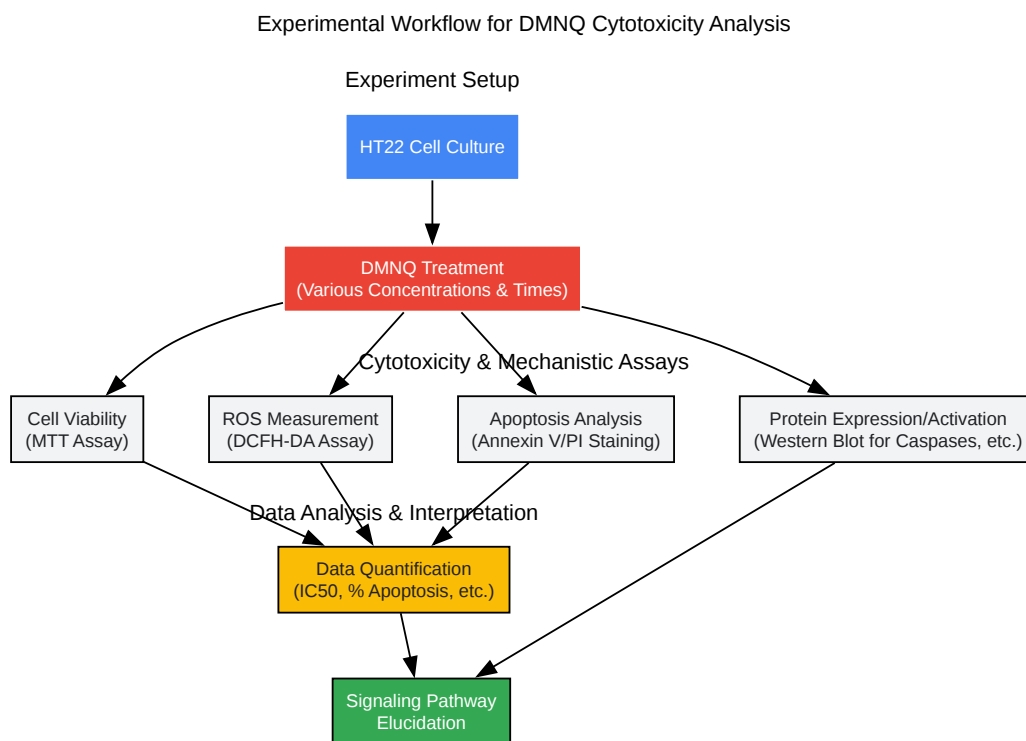 Experimental Workflow for DMNQ Cytotoxicity Analysis
Experiment Setup
HT22 Cell Culture
DMNQ Treatment
(Various Concentrations & Times)
Cytotoxicity & Mechanistic Assays
Cell Viability
(MTT Assay)
ROS Measurement
(DCFH-DA Assay)
Apoptosis Analysis
(Annexin V/PI Staining)
Protein Expression/Activation
(Western Blot for Caspases, etc.)
Data Analysis & Interpretation
Data Quantification
(IC50, % Apoptosis, etc.)
Signaling Pathway
Elucidation